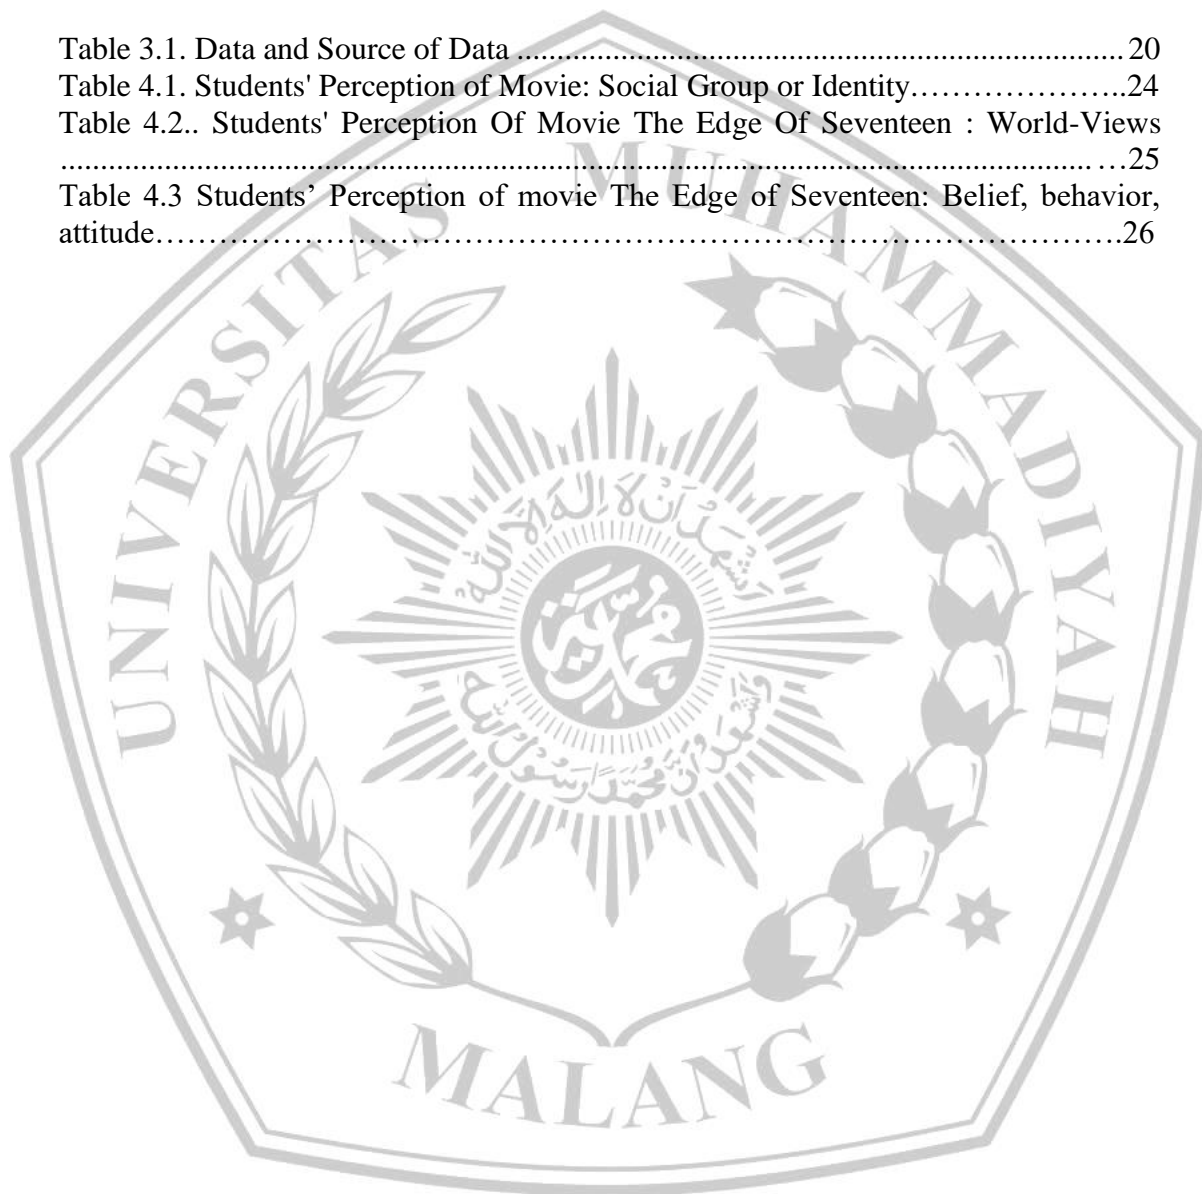 Table 3.1. Data and Source of Data ............................................................................ 20
Table 4.1. Students' Perception of Movie: Social Group or Identity………………..24
Table 4.2.. Students' Perception Of Movie The Edge Of Seventeen : World-Views
.................................................................................................................................. …25
Table 4.3 Students’ Perception of movie The Edge of Seventeen: Belief, behavior,
attitude……………………………………………………………………………….26
UNIVERSITAS MUHAMMADIYAH
MALANG